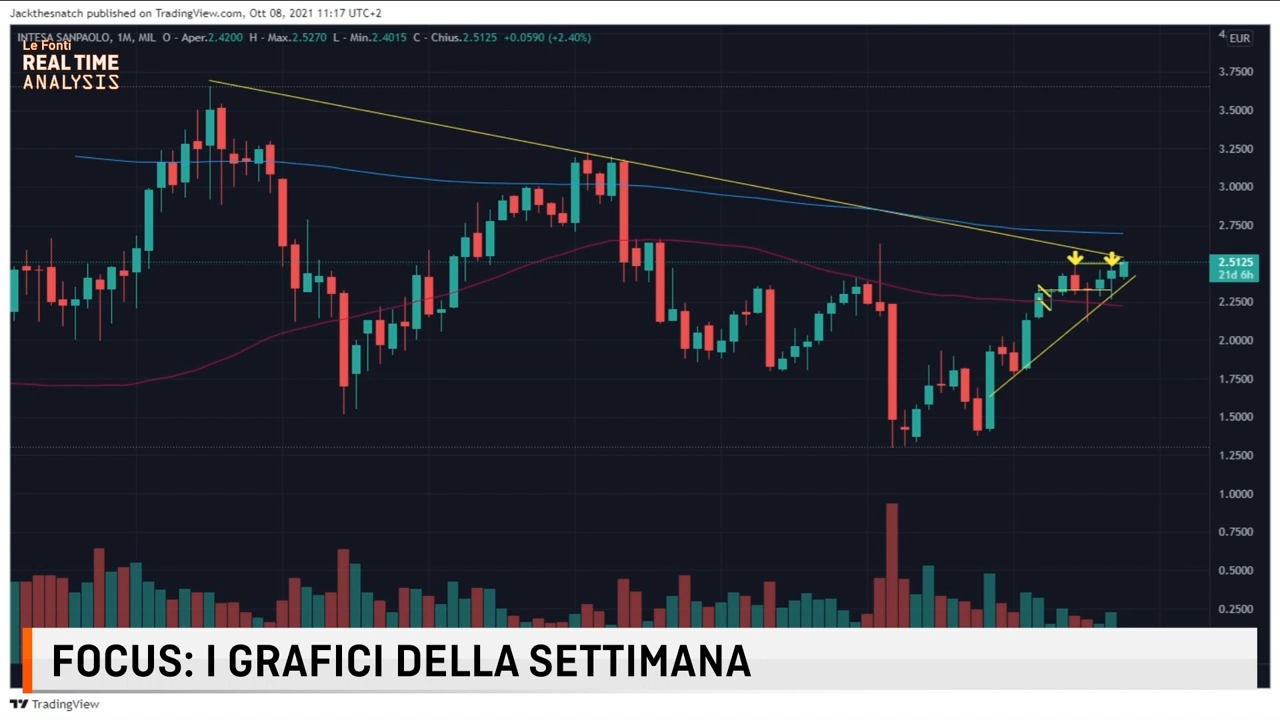 Jackthesnatch published on TradingView.com, Ott 08, 2021 11:17 UTC+2
INTESA SANPAOLO, 1M, MIL O - Aper.2.4200 H - Max.2.5270 L - Min.2.4015 C - Chius.2.5125 +0.0590 (+2.40%)
Le Fonti
REAL TIME
ANALYSIS
4.
EUR
3.7500
3.5000
3.2500
3.0000
2.7500
2.5125
21d 6h
2.2500
2.0000
1.7500
1.5000
1.2500
1.0000
0.7500
0.5000
0.2500
FOCUS: I GRAFICI DELLA SETTIMANA
TradingView